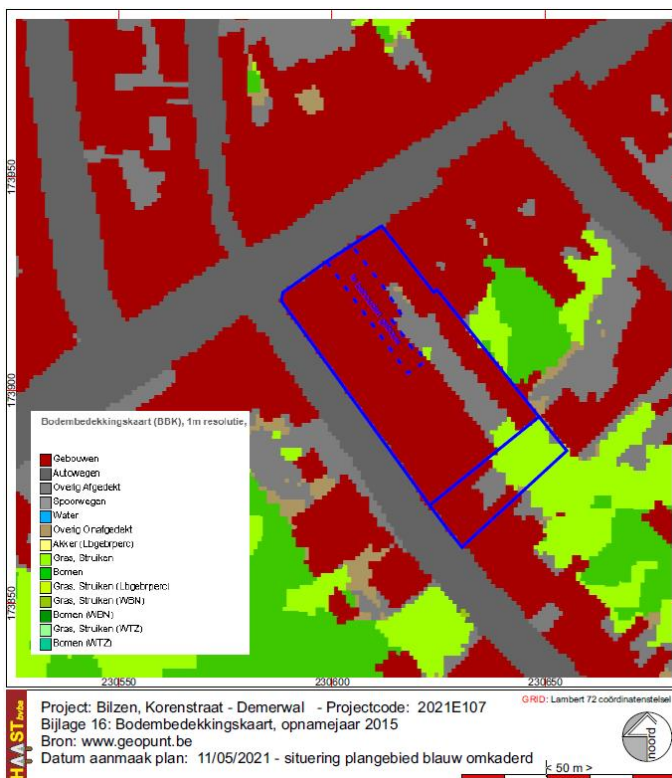 173950
173900
173850
Bodembedekkingskaart (BBK), 1m resolutie,
Gebouwen
Autowegen
Overig Afgedekt
Spoorwegen
Water
Overig Onafgedekt
Akker (Lbgebrperc)
Gras, Struiken
Bomen
Gras, Struiken (Lbgebrperc)
Gras, Struiken (WBN)
Bomen (WBN)
Gras, Struiken (WTZ)
Bomen (WTZ)
230550
230600
230650
GRID: Lambert 72 coördinatenstelsel
HAAST bvba
Project: Bilzen, Korenstraat - Demerwal - Projectcode: 2021E107
Bijlage 16: Bodembedekkingskaart, opnamejaar 2015
Bron: www.geopunt.be
Datum aanmaak plan: 11/05/2021 - situering plangebied blauw omkaderd
noord
< 50 m >